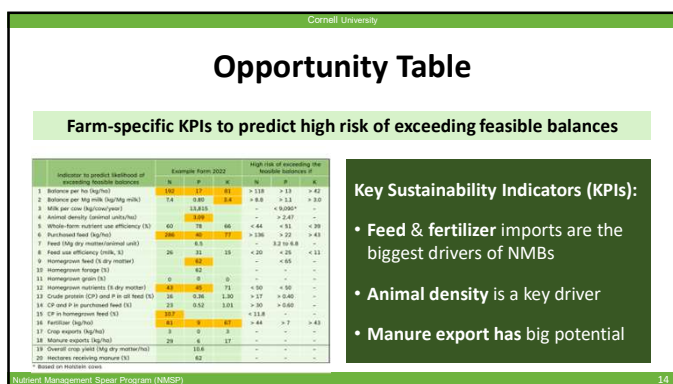 Cornell University
Opportunity Table
Farm-specific KPIs to predict high risk of exceeding feasible balances
Indicator to predict likelihood of exceeding feasible balances Example Farm 2022 High risk of exceeding the feasible balances if
N P K N P K
1 Balance per ha (kg/ha) 192 17 81 > 118 > 13 > 42
2 Balance per Mg milk (kg/Mg milk) 7.4 0.80 3.4 > 8.8 > 1.1 > 3.0
3 Milk per cow (kg/cow/year) 13,815 – < 9,090* –
4 Animal density (animal units/ha) 3.09 – > 2.47 –
5 Whole-farm nutrient use efficiency (%) 60 78 66 < 44 < 51 < 39
6 Purchased feed (kg/ha) 286 40 77 > 136 > 22 > 43
7 Feed (Mg dry matter/animal unit) 6.5 – 3.2 to 6.8 –
8 Feed use efficiency (milk, %) 26 31 15 < 20 < 25 < 11
9 Homegrown feed (% dry matter) 62 – < 65 –
10 Homegrown forage (%) 62 – – –
11 Homegrown grain (%) 0 0 0 – – –
12 Homegrown nutrients (% dry matter) 43 45 71 < 50 < 50 –
13 Crude protein (CP) and P in all feed (%) 16 0.36 1.30 > 17 > 0.40 –
14 CP and P in purchased feed (%) 23 0.52 1.01 > 30 > 0.60 –
15 CP in homegrown feed (%) 10.7 < 11.8 – –
16 Fertilizer (kg/ha) 61 9 67 > 44 > 7 > 43
17 Crop exports (kg/ha) 3 0 3 – – –
18 Manure exports (kg/ha) 29 6 17 – – –
19 Overall crop yield (Mg dry matter/ha) 10.6 – – –
20 Hectares receiving manure (%) 62 – – –
* Based on Holstein cows
Key Sustainability Indicators (KPIs):
• Feed & fertilizer imports are the
biggest drivers of NMBs
• Animal density is a key driver
• Manure export has big potential
Nutrient Management Spear Program (NMSP) 14